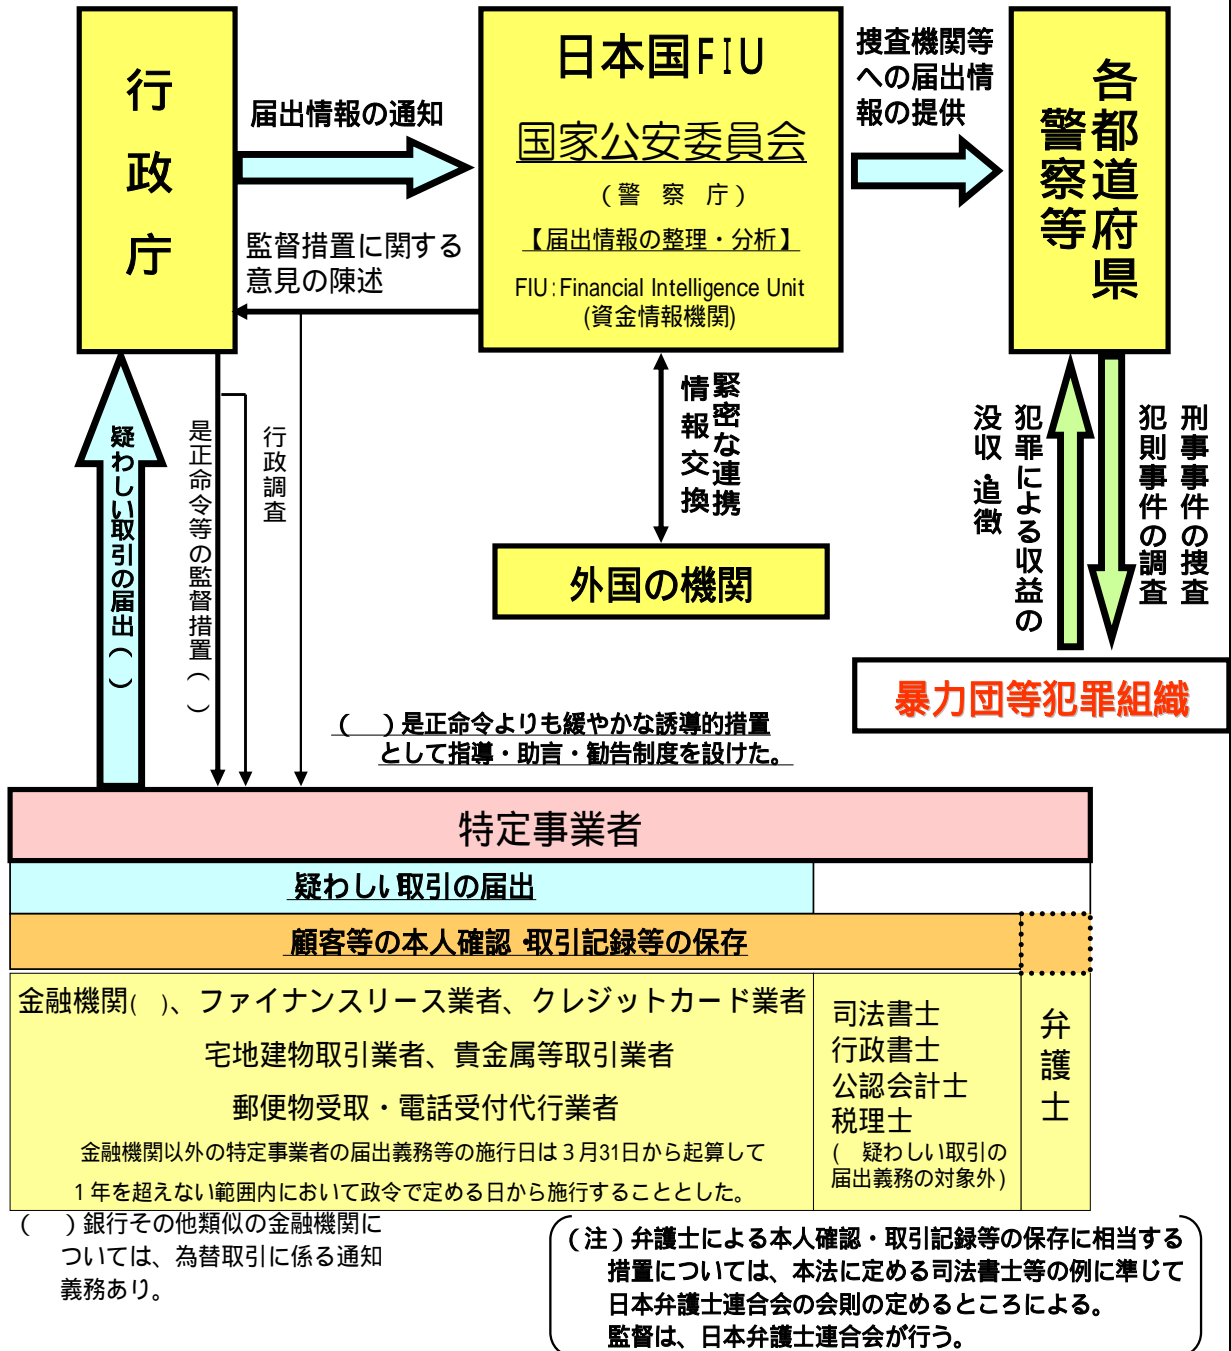 行政庁
届出情報の通知
監督措置に関する
意見の陳述
日本国FIU
国家公安委員会
(警 察 庁)
【届出情報の整理・分析】
FIU:Financial Intelligence Unit
(資金情報機関)
捜査機関等
への届出情
報の提供
各都道府県
警察等
疑わしい取引の届出( )
是正命令等の監督措置( )
行政調査
緊密な連携
情報交換
外国の機関
犯罪による収益の
没収・追徴
刑事事件の捜査
犯則事件の調査
暴力団等犯罪組織
( )是正命令よりも緩やかな誘導的措置
として指導・助言・勧告制度を設けた。
特定事業者
疑わしい取引の届出
顧客等の本人確認・取引記録等の保存
金融機関( )、ファイナンスリース業者、クレジットカード業者
宅地建物取引業者、貴金属等取引業者
郵便物受取・電話受付代行業者
金融機関以外の特定事業者の届出義務等の施行日は3月31日から起算して
1年を超えない範囲内において政令で定める日から施行することとした。
司法書士
行政書士
公認会計士
税理士
( 疑わしい取引の
届出義務の対象外)
弁護士
( )銀行その他類似の金融機関に
ついては、為替取引に係る通知
義務あり。
(注)弁護士による本人確認・取引記録等の保存に相当する
措置については、本法に定める司法書士等の例に準じて
日本弁護士連合会の会則の定めるところによる。
監督は、日本弁護士連合会が行う。